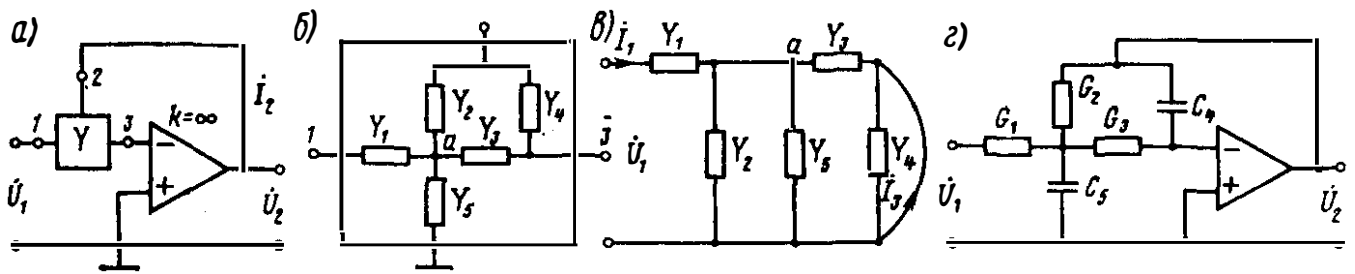 а)
2
İ₂
1
Y
3
k=∞
−
+
U̇₁
U̇₂
б)
Y₂
Y₄
1
Y₁
a
Y₃
3
Y₅
в)
İ₁
Y₁
a
Y₃
U̇₁
Y₂
Y₅
Y₄
İ₃
г)
G₂
C₄
G₁
G₃
−
+
C₅
U̇₁
U̇₂